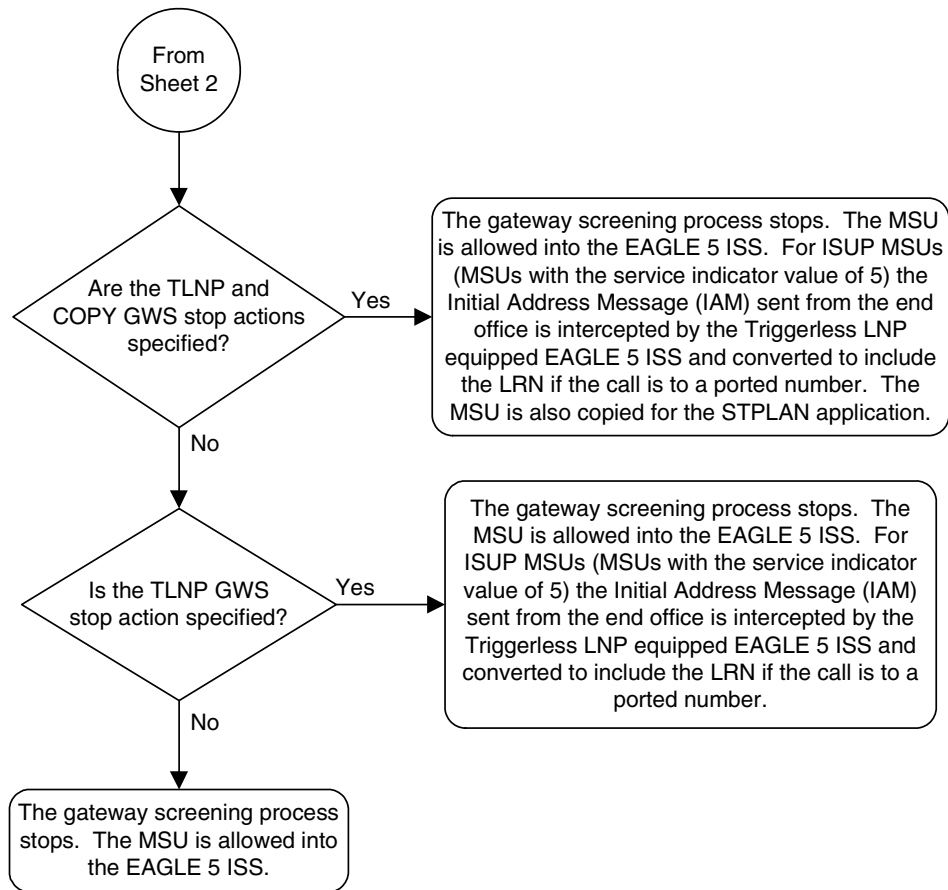 From
Sheet 2
Are the TLNP and
COPY GWS stop actions
specified?
Yes
The gateway screening process stops.  The MSU
is allowed into the EAGLE 5 ISS.  For ISUP MSUs
(MSUs with the service indicator value of 5) the
Initial Address Message (IAM) sent from the end
office is intercepted by the Triggerless LNP
equipped EAGLE 5 ISS and converted to include
the LRN if the call is to a ported number.  The
MSU is also copied for the STPLAN application.
No
Is the TLNP GWS
stop action specified?
Yes
The gateway screening process stops.  The
MSU is allowed into the EAGLE 5 ISS.  For
ISUP MSUs (MSUs with the service indicator
value of 5) the Initial Address Message (IAM)
sent from the end office is intercepted by the
Triggerless LNP equipped EAGLE 5 ISS and
converted to include the LRN if the call is to a
ported number.
No
The gateway screening process
stops.  The MSU is allowed into
the EAGLE 5 ISS.